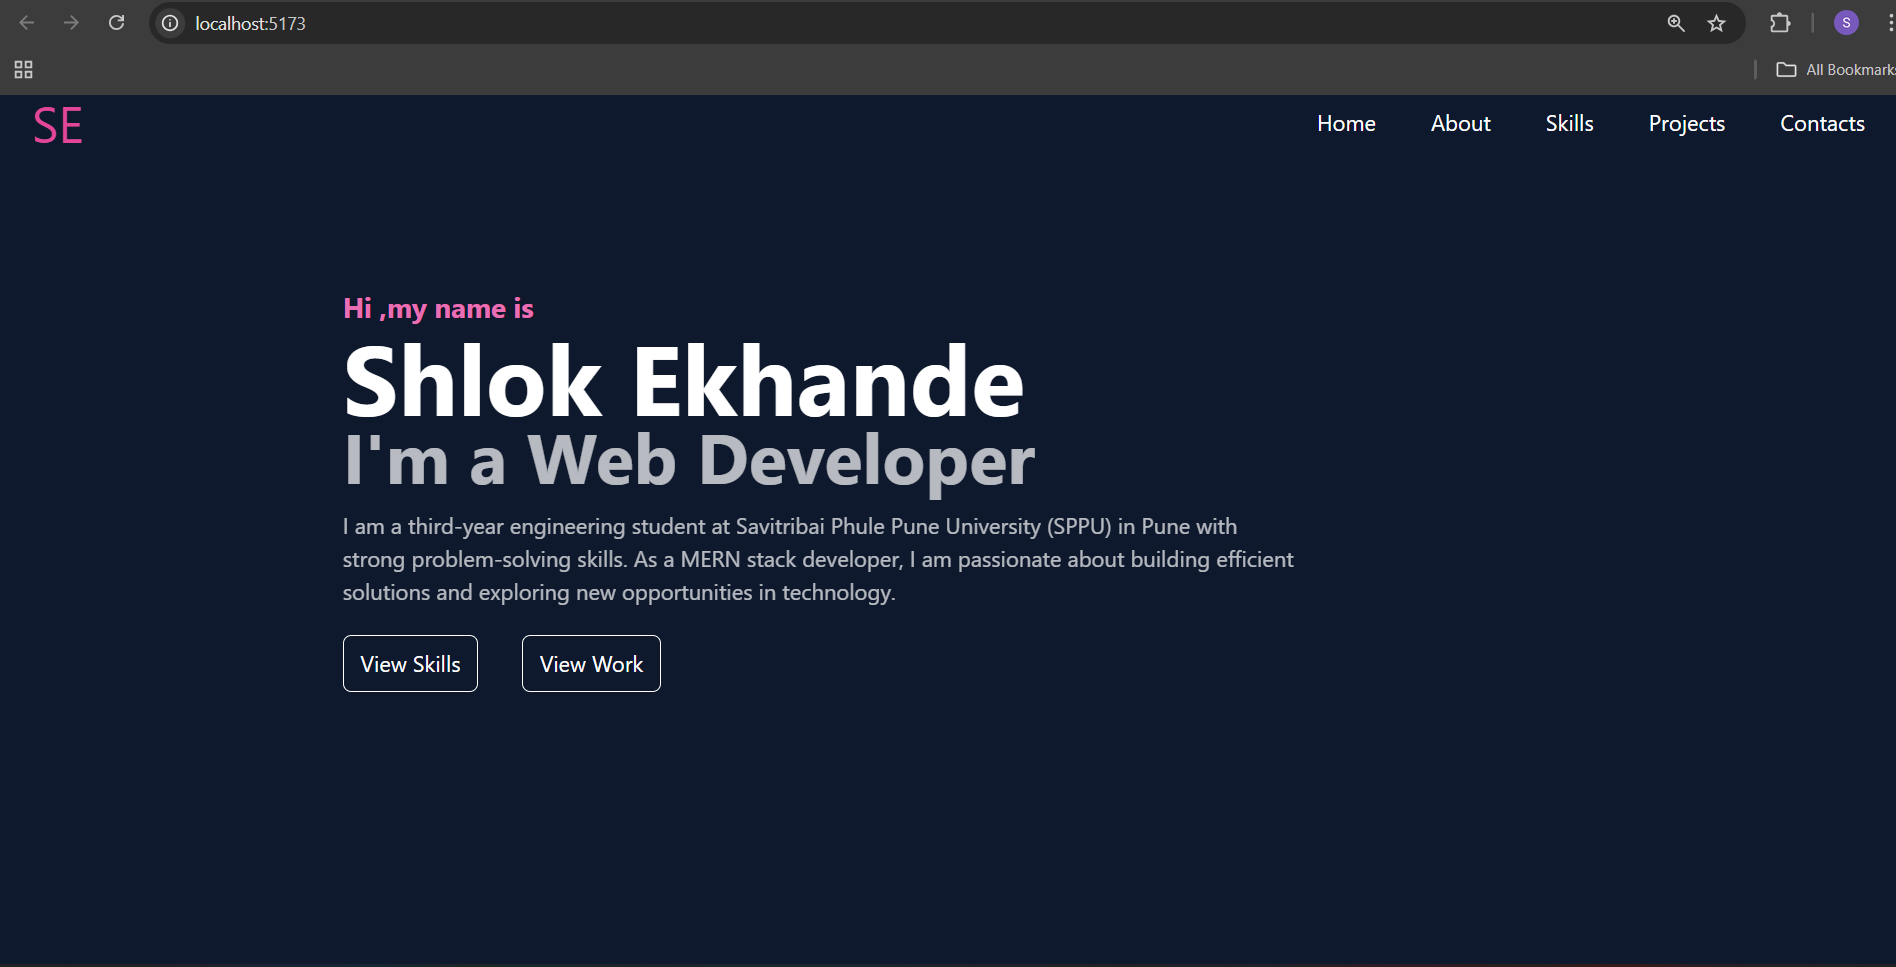 localhost:5173
S
All Bookmarks
SE
Home About Skills Projects Contacts
Hi ,my name is
Shlok Ekhande
I'm a Web Developer
I am a third-year engineering student at Savitribai Phule Pune University (SPPU) in Pune with
strong problem-solving skills. As a MERN stack developer, I am passionate about building efficient
solutions and exploring new opportunities in technology.
View Skills View Work